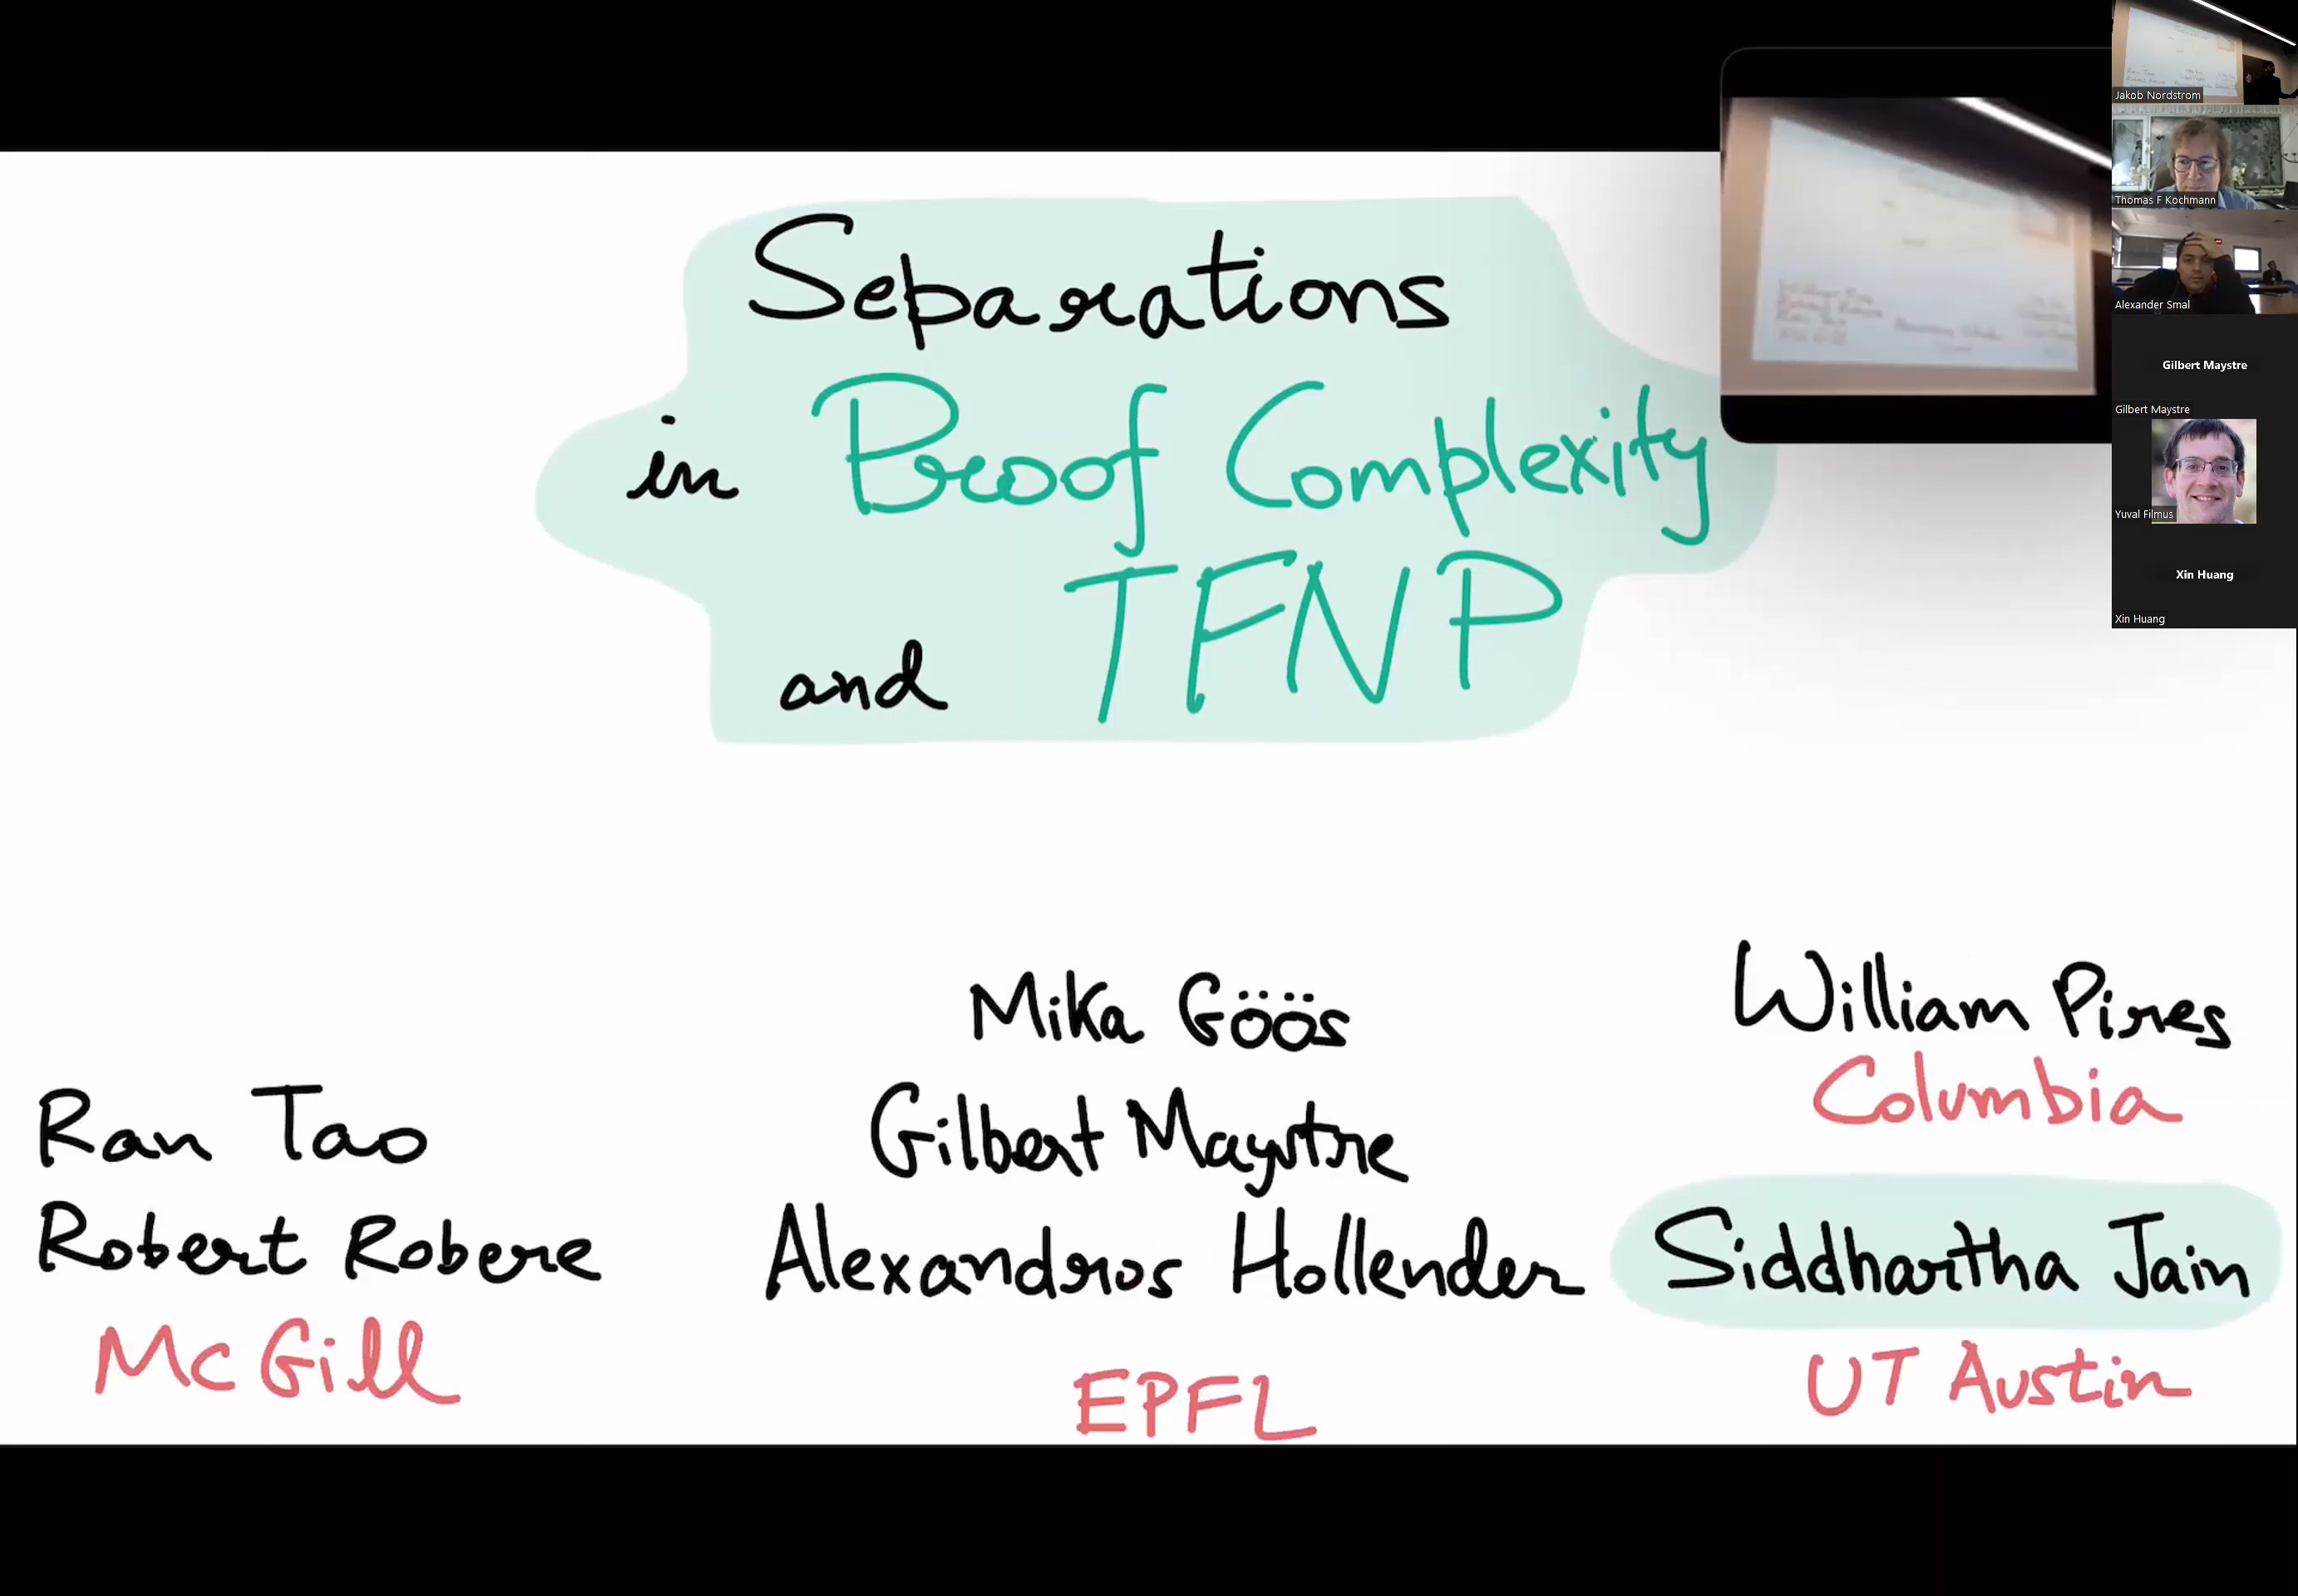 Separations
in Proof Complexity
and TFNP
Ran Tao
Robert Robere
McGill
Mika Göös
Gilbert Maystre
Alexandros Hollender
EPFL
William Pires
Columbia
Siddhartha Jain
UT Austin
Jakob Nordstrom
Thomas F Kochmann
Alexander Smal
Gilbert Maystre
Gilbert Maystre
Yuval Filmus
Xin Huang
Xin Huang